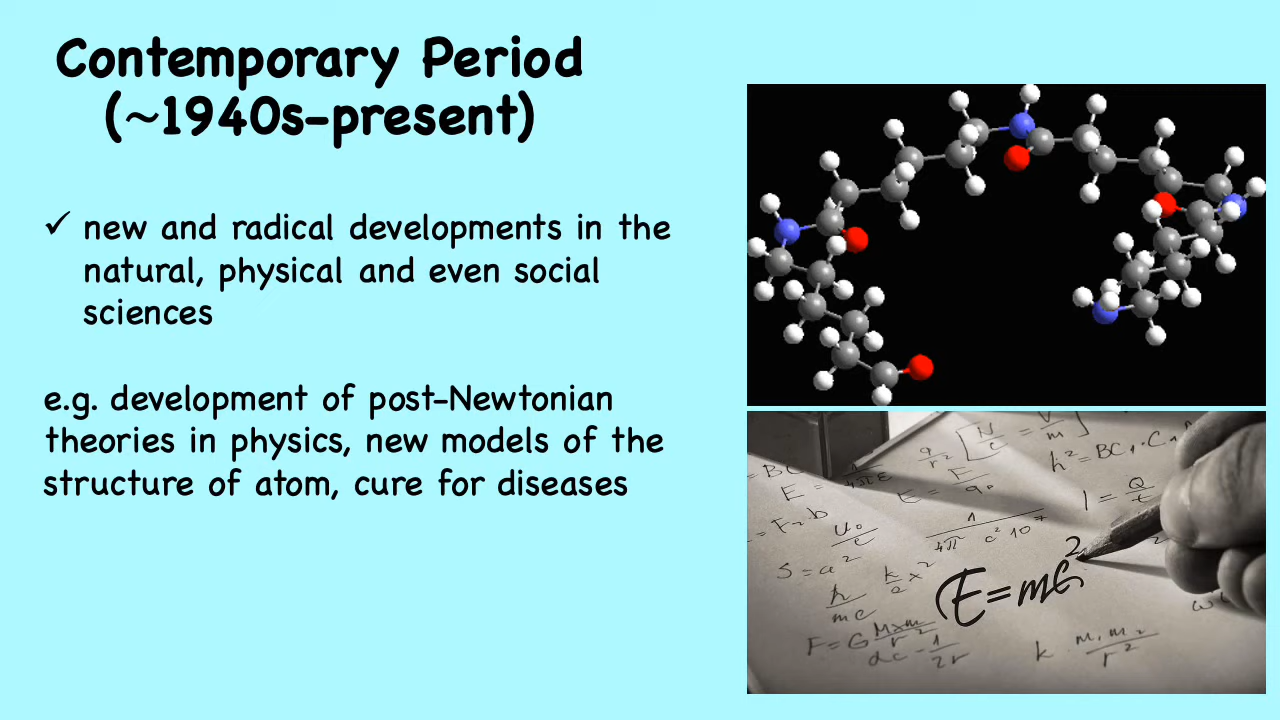 Contemporary Period
(~1940s-present)
✓ new and radical developments in the
natural, physical and even social
sciences
e.g. development of post-Newtonian
theories in physics, new models of the
structure of atom, cure for diseases
E=mc²